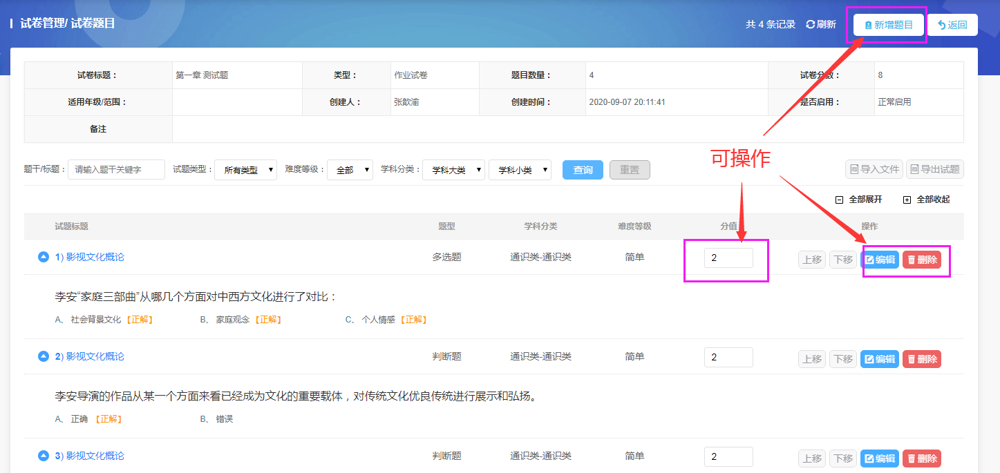 试卷管理/ 试卷题目
共 4 条记录 刷新 新增题目 返回
试卷标题： 第一章 测试题 类型： 作业试卷 题目数量： 4 试卷分数： 8
适用年级/范围： 创建人： 张歆渝 创建时间： 2020-09-07 20:11:41 是否启用： 正常启用
备注
可操作
题干/标题： 请输入题干关键字 试题类型： 所有类型 难度等级： 全部 学科分类： 学科大类 学科小类 查询 重置 导入文件 导出试题
全部展开 全部收起
试题标题 题型 学科分类 难度等级 分值 操作
1) 影视文化概论 多选题 通识类-通识类 简单 2 上移 下移 编辑 删除
李安“家庭三部曲”从哪几个方面对中西方文化进行了对比：
A、 社会背景文化 【正解】 B、 家庭观念 【正解】 C、 个人情感 【正解】
2) 影视文化概论 判断题 通识类-通识类 简单 2 上移 下移 编辑 删除
李安导演的作品从某一个方面来看已经成为文化的重要载体，对传统文化优良传统进行展示和弘扬。
A、 正确 【正解】 B、 错误
3) 影视文化概论 判断题 通识类-通识类 简单 2 上移 下移 编辑 删除